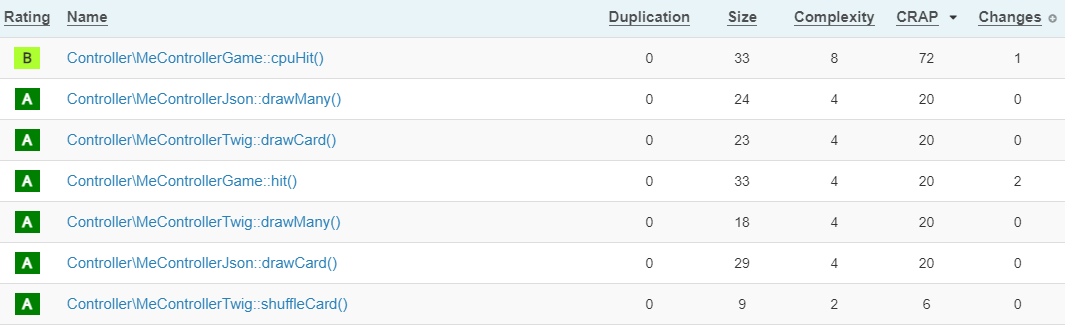 Rating Name Duplication Size Complexity CRAP Changes
B Controller\MeControllerGame::cpuHit() 0 33 8 72 1
A Controller\MeControllerJson::drawMany() 0 24 4 20 0
A Controller\MeControllerTwig::drawCard() 0 23 4 20 0
A Controller\MeControllerGame::hit() 0 33 4 20 2
A Controller\MeControllerTwig::drawMany() 0 18 4 20 0
A Controller\MeControllerJson::drawCard() 0 29 4 20 0
A Controller\MeControllerTwig::shuffleCard() 0 9 2 6 0